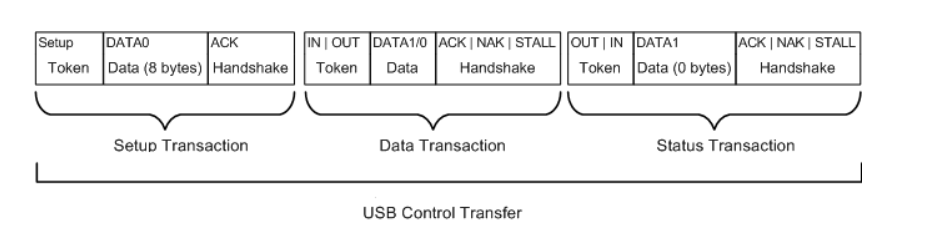 Setup DATA0 ACK IN | OUT DATA1/0 ACK | NAK | STALL OUT | IN DATA1 ACK | NAK | STALL
Token Data (8 bytes) Handshake Token Data Handshake Token Data (0 bytes) Handshake
Setup Transaction Data Transaction Status Transaction
USB Control Transfer